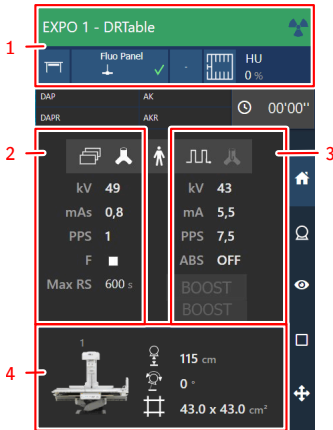 EXPO 1 - DRTable
1
Fluo Panel
HU
0 %
DAP AK
DAPR AKR
00'00"
2
3
kV 49
mAs 0,8
PPS 1
F
Max RS 600 s
kV 43
mA 5,5
PPS 7,5
ABS OFF
BOOST
BOOST
4
1
115 cm
0 °
43.0 x 43.0 cm²